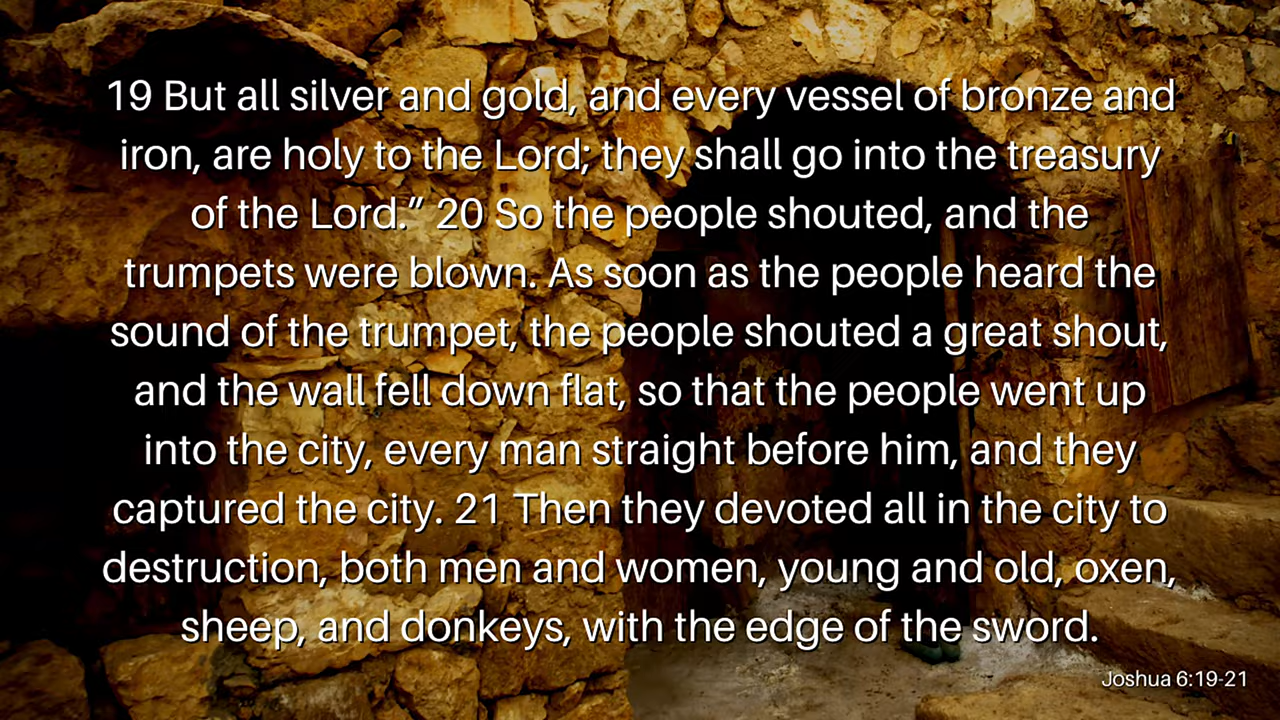 19 But all silver and gold, and every vessel of bronze and
iron, are holy to the Lord; they shall go into the treasury
of the Lord.” 20 So the people shouted, and the
trumpets were blown. As soon as the people heard the
sound of the trumpet, the people shouted a great shout,
and the wall fell down flat, so that the people went up
into the city, every man straight before him, and they
captured the city. 21 Then they devoted all in the city to
destruction, both men and women, young and old, oxen,
sheep, and donkeys, with the edge of the sword.
Joshua 6:19-21